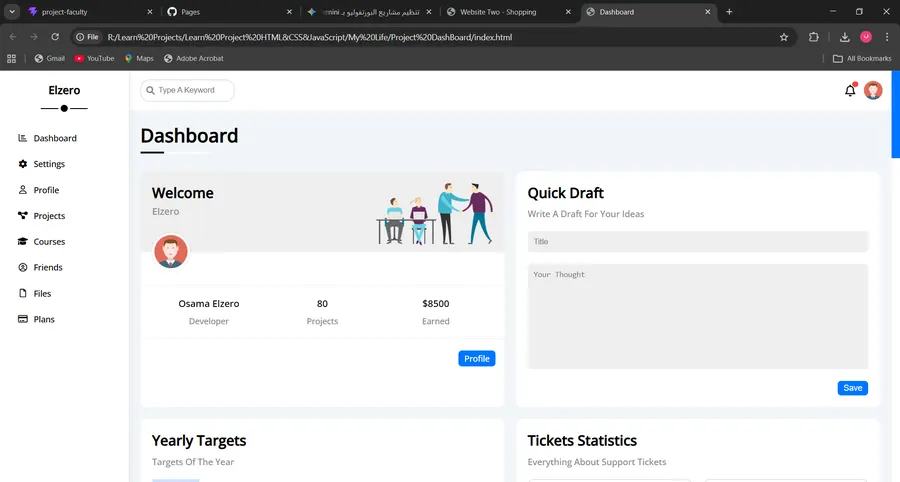 project-faculty
Pages
تنظيم مشاريع البورتفوليو بـ emini
Website Two - Shopping
Dashboard
File
R:/Learn%20Projects/Learn%20Project%20HTML&CSS&JavaScript/My%20Life/Project%20DashBoard/index.html
Gmail
YouTube
Maps
Adobe Acrobat
All Bookmarks
Elzero
Type A Keyword
Dashboard
Settings
Profile
Projects
Courses
Friends
Files
Plans
Dashboard
Welcome
Elzero
Osama Elzero
Developer
80
Projects
$8500
Earned
Profile
Quick Draft
Write A Draft For Your Ideas
Title
Your Thought
Save
Yearly Targets
Targets Of The Year
Tickets Statistics
Everything About Support Tickets